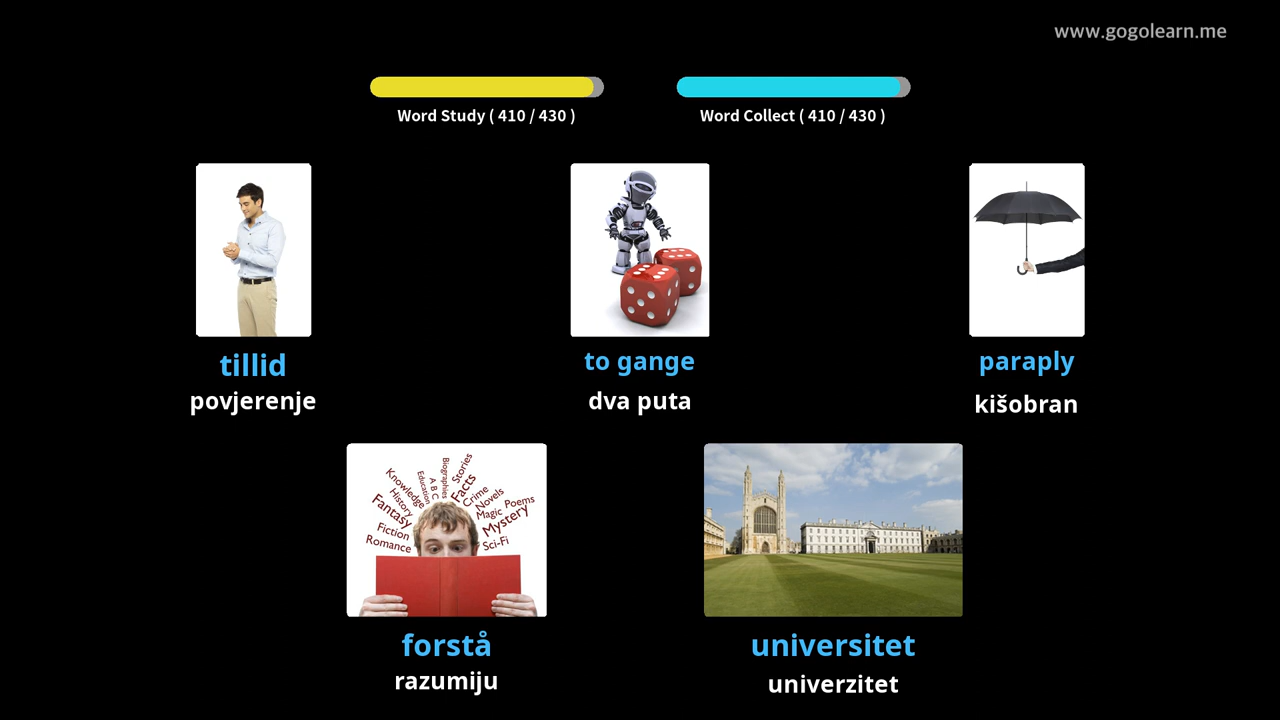 www.gogolearn.me
Word Study ( 410 / 430 )
Word Collect ( 410 / 430 )
tillid
povjerenje
to gange
dva puta
paraply
kišobran
Knowledge
History
Fantasy
Fiction
Romance
Education
A B C
Biographies
Stories
Facts
Crime
Novels
Magic
Poems
Mystery
Sci-Fi
forstå
razumiju
universitet
univerzitet